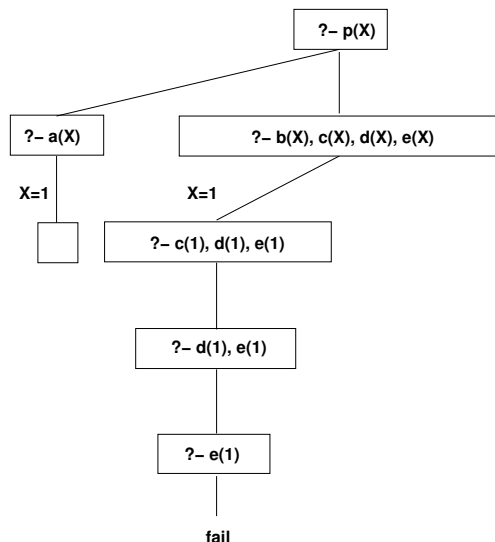 ?– p(X)
?– a(X)
?– b(X), c(X), d(X), e(X)
X=1
X=1
?– c(1), d(1), e(1)
?– d(1), e(1)
?– e(1)
fail